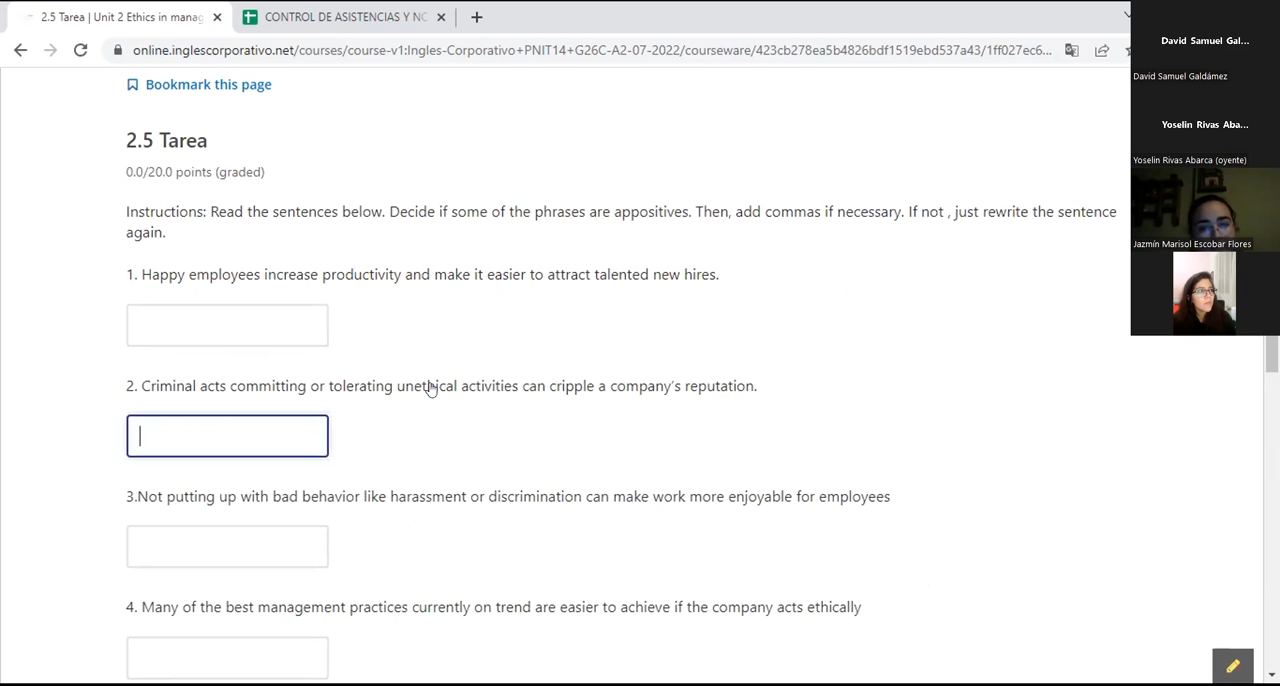 2.5 Tarea | Unit 2 Ethics in manag
CONTROL DE ASISTENCIAS Y NO
online.inglescorporativo.net/courses/course-v1:Ingles-Corporativo+PNIT14+G26C-A2-07-2022/courseware/423cb278ea5b4826bdf1519ebd537a43/1ff027ec6...
David Samuel Gal...
David Samuel Galdámez
Yoselin Rivas Aba...
Yoselin Rivas Abarca (oyente)
Jazmín Marisol Escobar Flores
Bookmark this page
2.5 Tarea
0.0/20.0 points (graded)
Instructions: Read the sentences below. Decide if some of the phrases are appositives. Then, add commas if necessary. If not , just rewrite the sentence
again.
1. Happy employees increase productivity and make it easier to attract talented new hires.
2. Criminal acts committing or tolerating unethical activities can cripple a company's reputation.
3.Not putting up with bad behavior like harassment or discrimination can make work more enjoyable for employees
4. Many of the best management practices currently on trend are easier to achieve if the company acts ethically